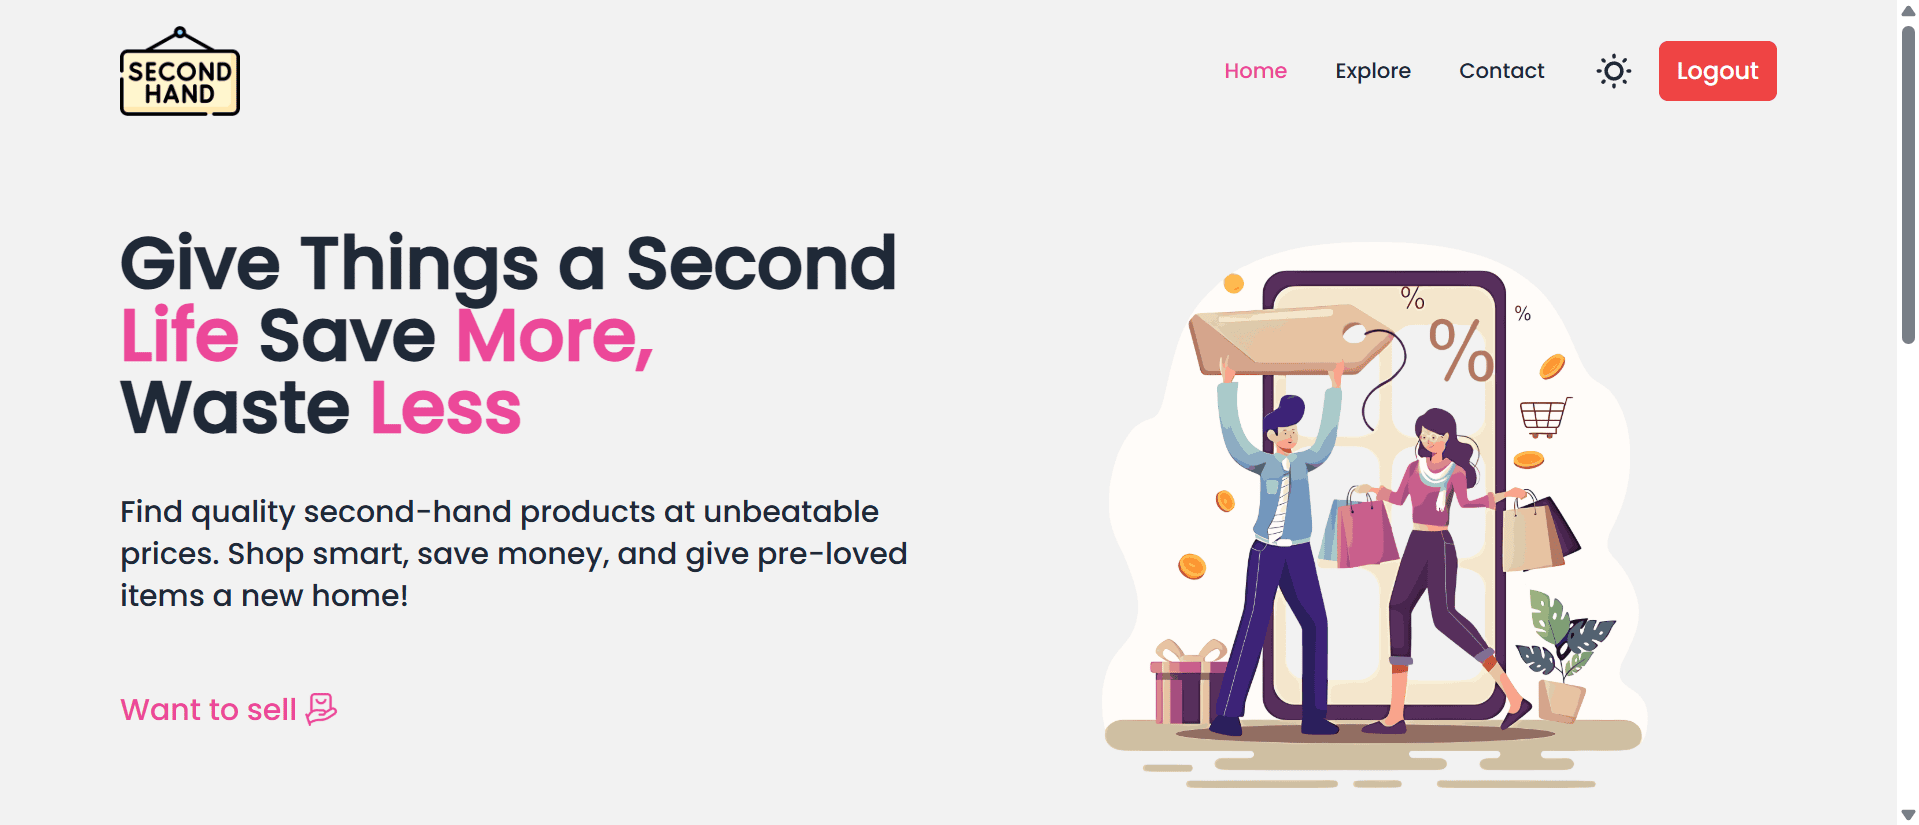 SECOND
HAND
Home
Explore
Contact
Logout
Give Things a Second
Life Save More,
Waste Less
Find quality second-hand products at unbeatable
prices. Shop smart, save money, and give pre-loved
items a new home!
Want to sell
%
%
%